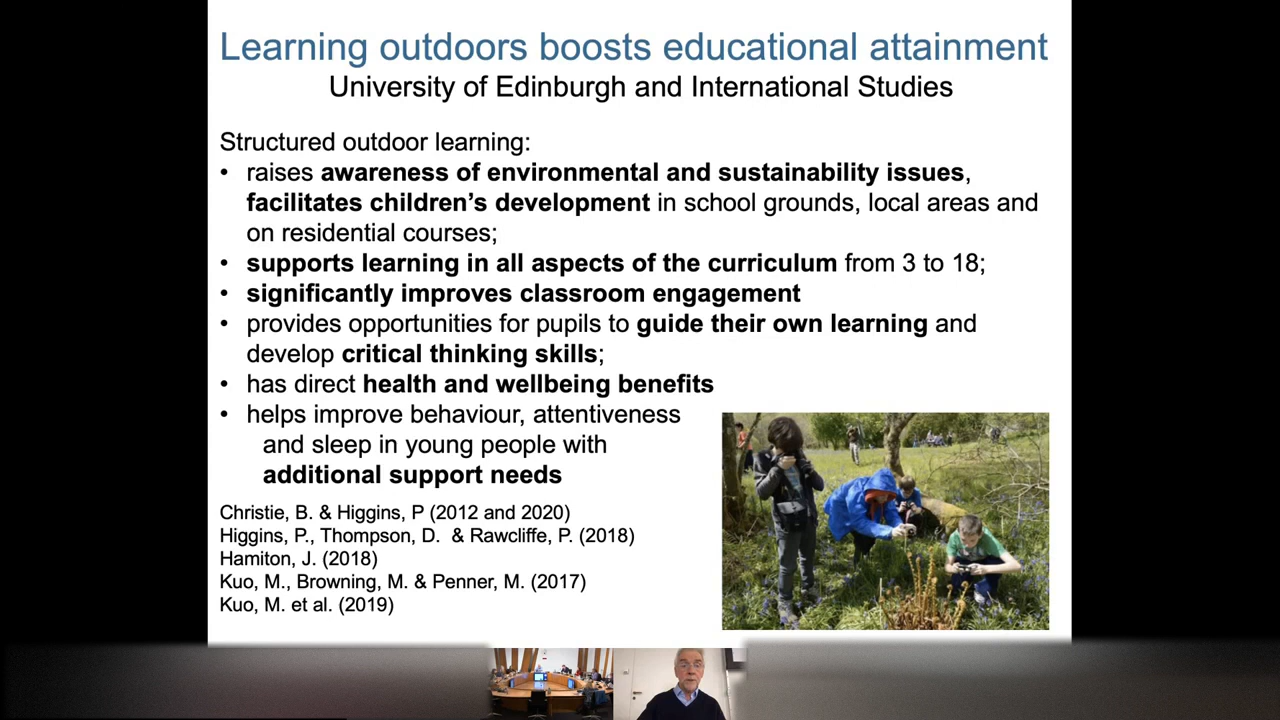 Learning outdoors boosts educational attainment
University of Edinburgh and International Studies
Structured outdoor learning:
• raises awareness of environmental and sustainability issues,
facilitates children’s development in school grounds, local areas and
on residential courses;
• supports learning in all aspects of the curriculum from 3 to 18;
• significantly improves classroom engagement
• provides opportunities for pupils to guide their own learning and
develop critical thinking skills;
• has direct health and wellbeing benefits
• helps improve behaviour, attentiveness
and sleep in young people with
additional support needs
Christie, B. & Higgins, P (2012 and 2020)
Higgins, P., Thompson, D. & Rawcliffe, P. (2018)
Hamiton, J. (2018)
Kuo, M., Browning, M. & Penner, M. (2017)
Kuo, M. et al. (2019)